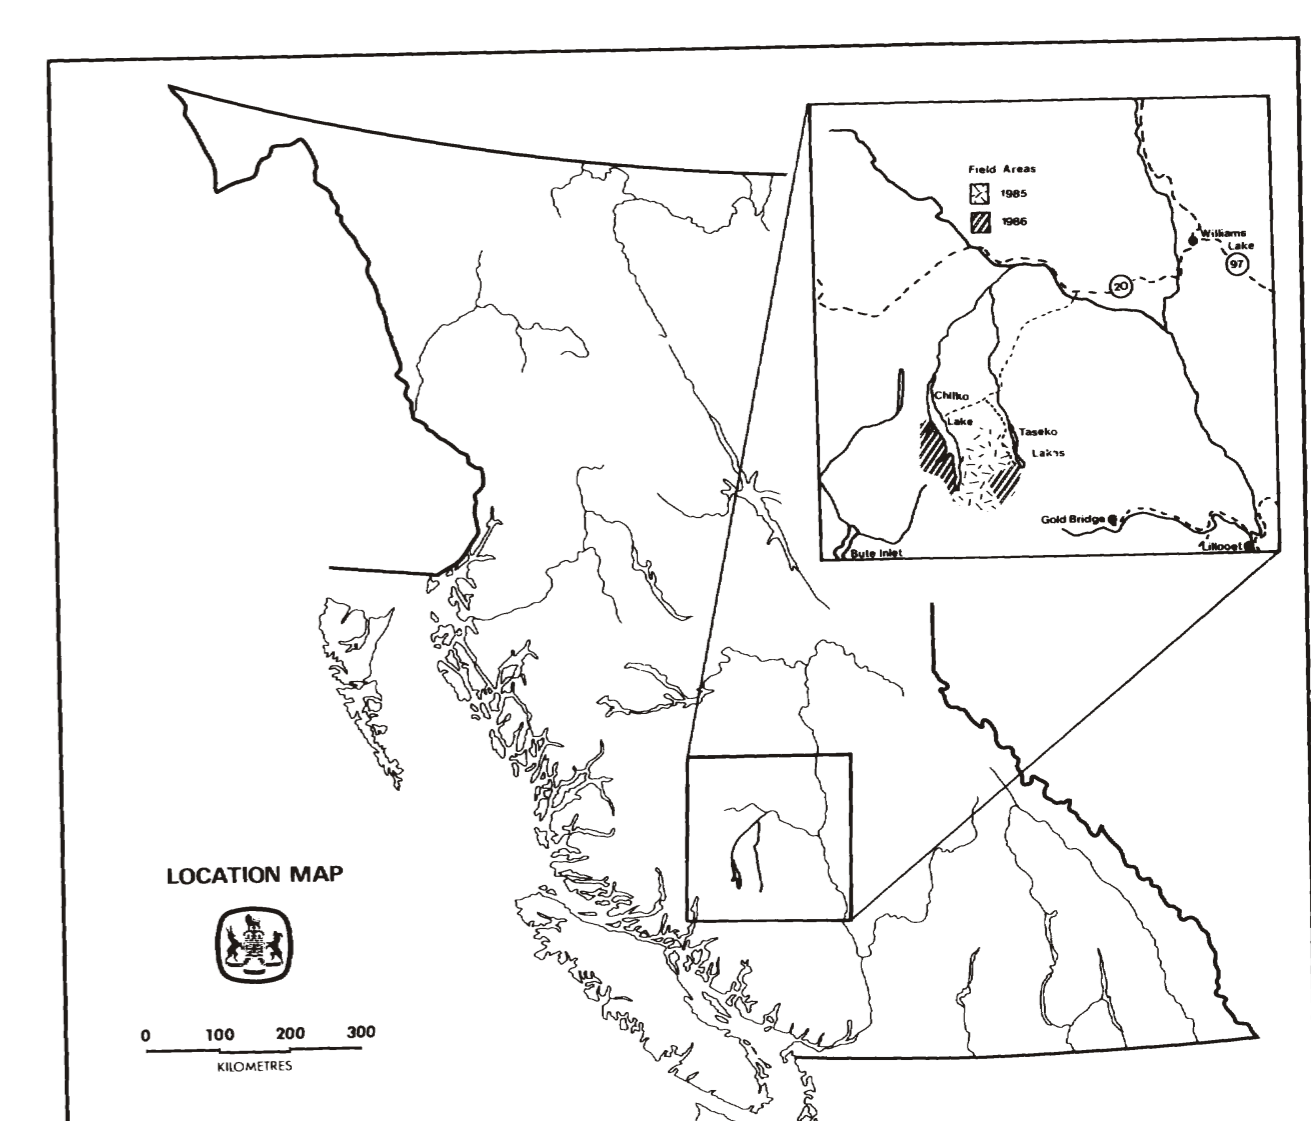 Field Areas
1985
1986
Williams
Lake
97
20
Chilko
Lake
Taseko
Lakes
Gold Bridge
Lillooet
Bute Inlet
LOCATION MAP
0 100 200 300
KILOMETRES